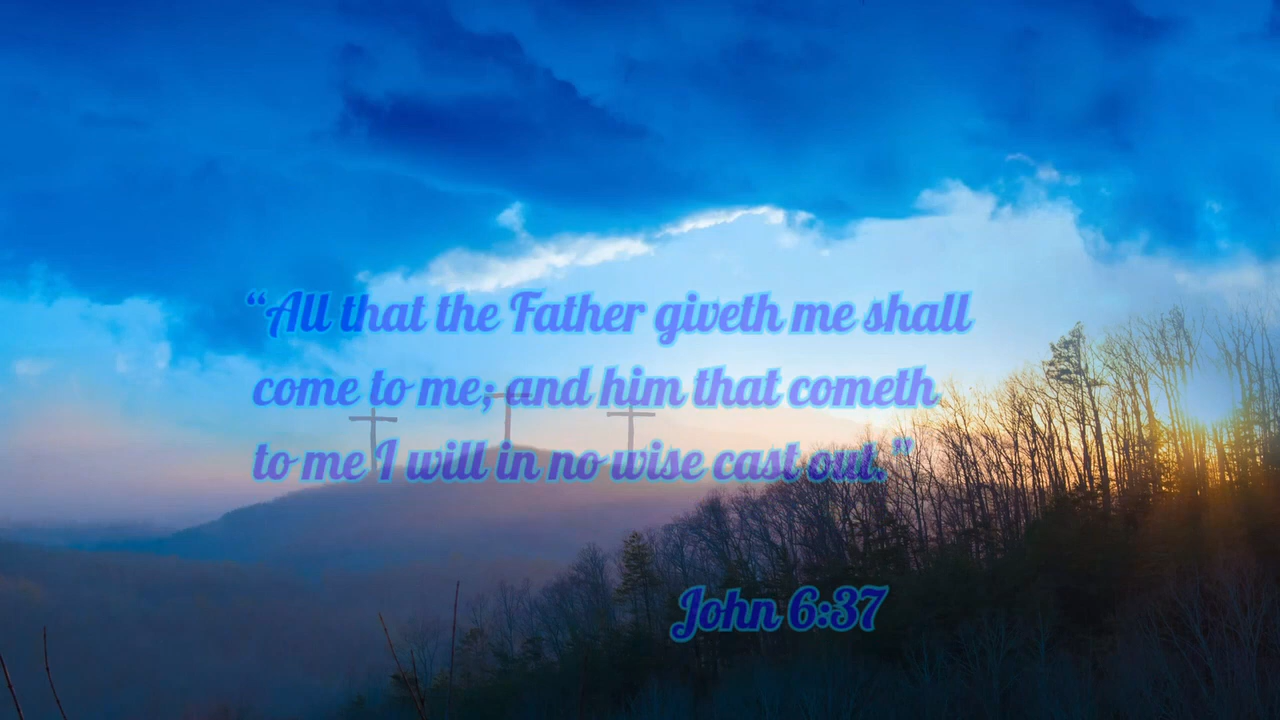 “All that the Father giveth me shall
come to me; and him that cometh
to me I will in no wise cast out.”
John 6:37